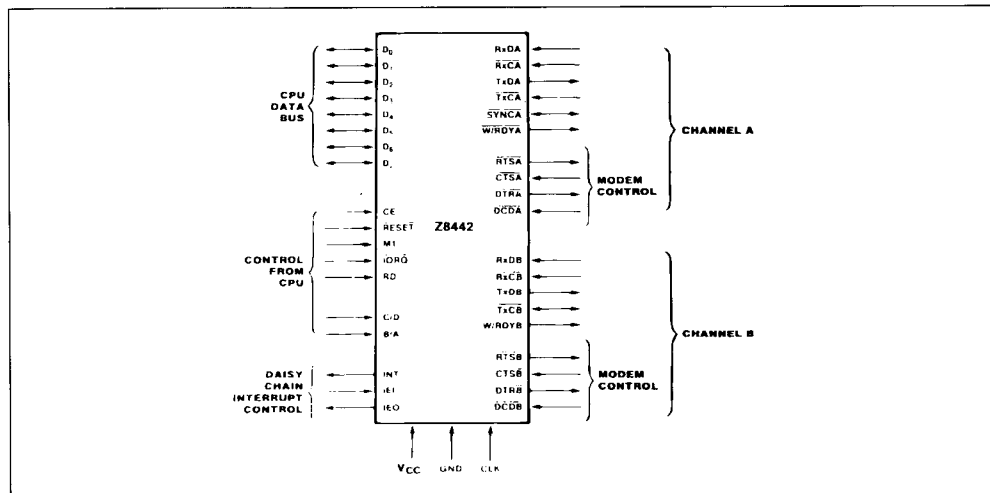 CPU
DATA
BUS
D0
D1
D2
D3
D4
D5
D6
D7
CONTROL
FROM
CPU
CE
RESET
M1
IORQ
RD
C/D
B/A
DAISY
CHAIN
INTERRUPT
CONTROL
INT
IEI
IEO
Z8442
RxDA
RxCA
TxDA
TxCA
SYNCA
W/RDYA
RTSA
CTSA
DTRA
DCDA
MODEM
CONTROL
CHANNEL A
RxDB
RxCB
TxDB
TxCB
W/RDYB
RTSB
CTSB
DTRB
DCDB
MODEM
CONTROL
CHANNEL B
VCC GND CLK